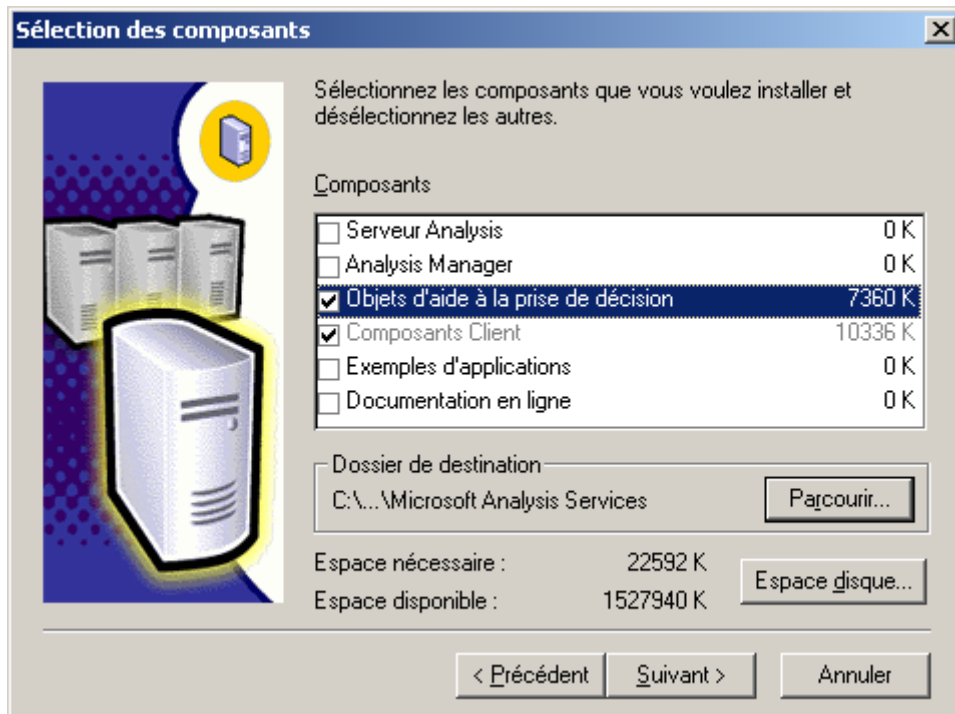 Sélection des composants
Sélectionnez les composants que vous voulez installer et
désélectionnez les autres.
Composants
Serveur Analysis 0 K
Analysis Manager 0 K
Objets d'aide à la prise de décision 7360 K
Composants Client 10336 K
Exemples d'applications 0 K
Documentation en ligne 0 K
Dossier de destination
C:\...\Microsoft Analysis Services Parcourir...
Espace nécessaire : 22592 K
Espace disponible : 1527940 K
Espace disque...
< Précédent Suivant > Annuler